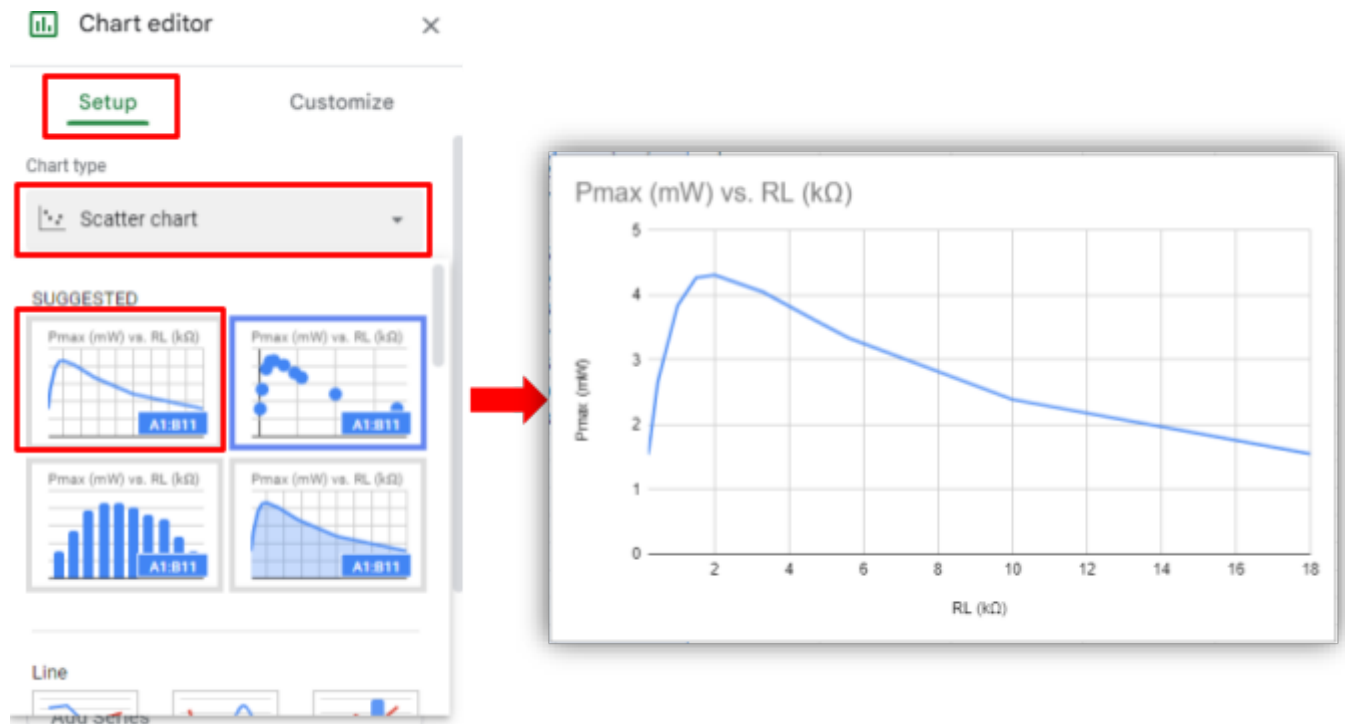 Chart editor
Setup
Customize
Chart type
Scatter chart
SUGGESTED
Pmax (mW) vs. RL (kΩ)
A1:B11
Pmax (mW) vs. RL (kΩ)
A1:B11
Pmax (mW) vs. RL (kΩ)
A1:B11
Pmax (mW) vs. RL (kΩ)
A1:B11
Line
Add Series
Pmax (mW) vs. RL (kΩ)
Pmax (mW)
5
4
3
2
1
0
2 4 6 8 10 12 14 16 18
RL (kΩ)